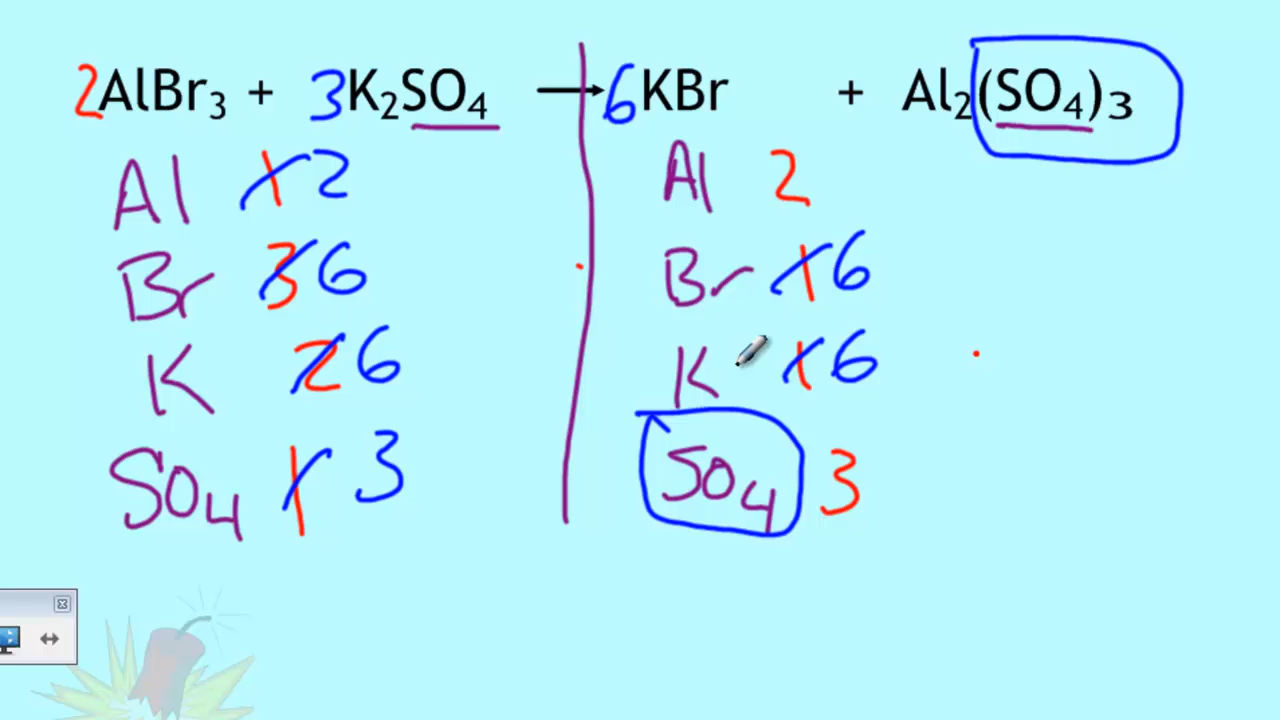 2AlBr₃ + 3K₂SO₄ → 6KBr + Al₂(SO₄)₃
Al 1 2 Al 2
Br 3 6 Br 1 6
K 2 6 K 1 6
SO₄ 1 3 SO₄ 3